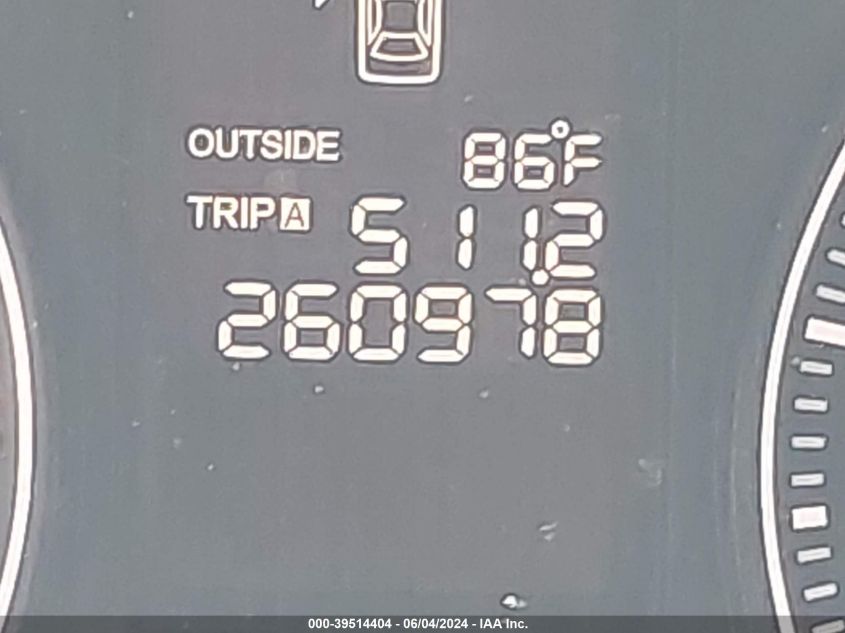 OUTSIDE 86°F
TRIP A 511.2
260978
000-39514404 - 06/04/2024 - IAA Inc.